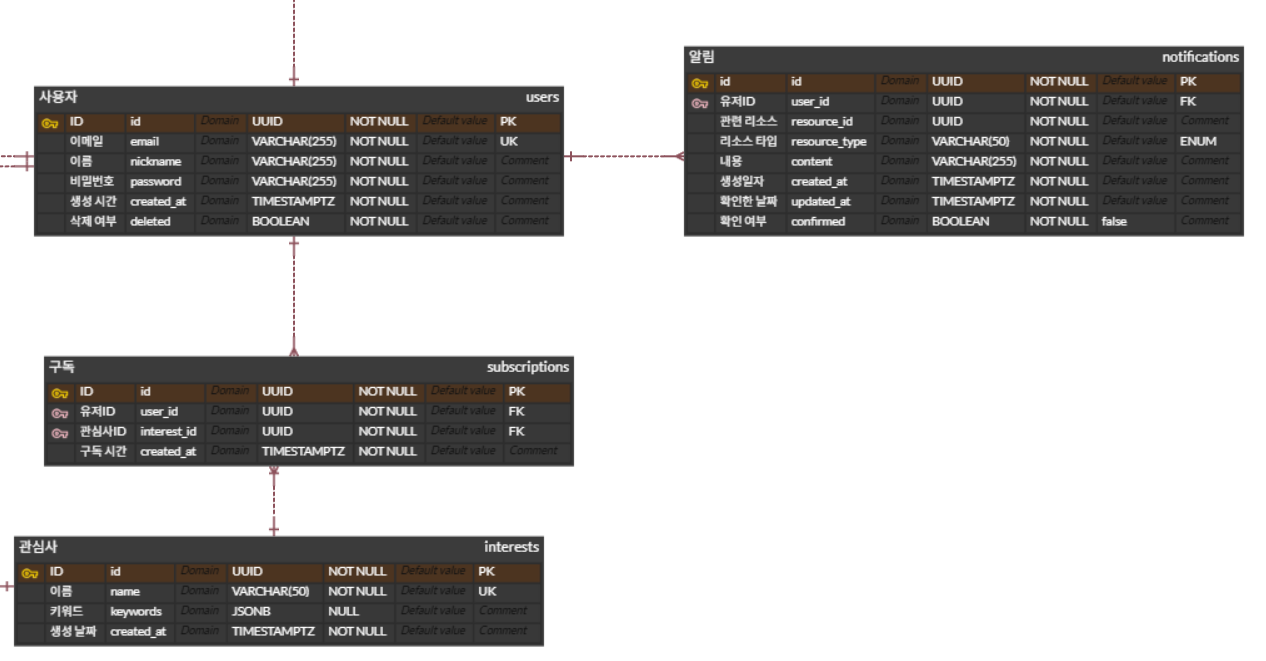 사용자 users
ID id Domain UUID NOT NULL Default value PK
이메일 email Domain VARCHAR(255) NOT NULL Default value UK
이름 nickname Domain VARCHAR(255) NOT NULL Default value Comment
비밀번호 password Domain VARCHAR(255) NOT NULL Default value Comment
생성 시간 created_at Domain TIMESTAMPTZ NOT NULL Default value Comment
삭제 여부 deleted Domain BOOLEAN NOT NULL Default value Comment
알림 notifications
id id Domain UUID NOT NULL Default value PK
유저ID user_id Domain UUID NOT NULL Default value FK
관련 리소스 resource_id Domain UUID NOT NULL Default value Comment
리소스 타입 resource_type Domain VARCHAR(50) NOT NULL Default value ENUM
내용 content Domain VARCHAR(255) NOT NULL Default value Comment
생성일자 created_at Domain TIMESTAMPTZ NOT NULL Default value Comment
확인한 날짜 updated_at Domain TIMESTAMPTZ NOT NULL Default value Comment
확인 여부 confirmed Domain BOOLEAN NOT NULL false Comment
구독 subscriptions
ID id Domain UUID NOT NULL Default value PK
유저ID user_id Domain UUID NOT NULL Default value FK
관심사ID interest_id Domain UUID NOT NULL Default value FK
구독 시간 created_at Domain TIMESTAMPTZ NOT NULL Default value Comment
관심사 interests
ID id Domain UUID NOT NULL Default value PK
이름 name Domain VARCHAR(50) NOT NULL Default value UK
키워드 keywords Domain JSONB NULL Default value Comment
생성 날짜 created_at Domain TIMESTAMPTZ NOT NULL Default value Comment